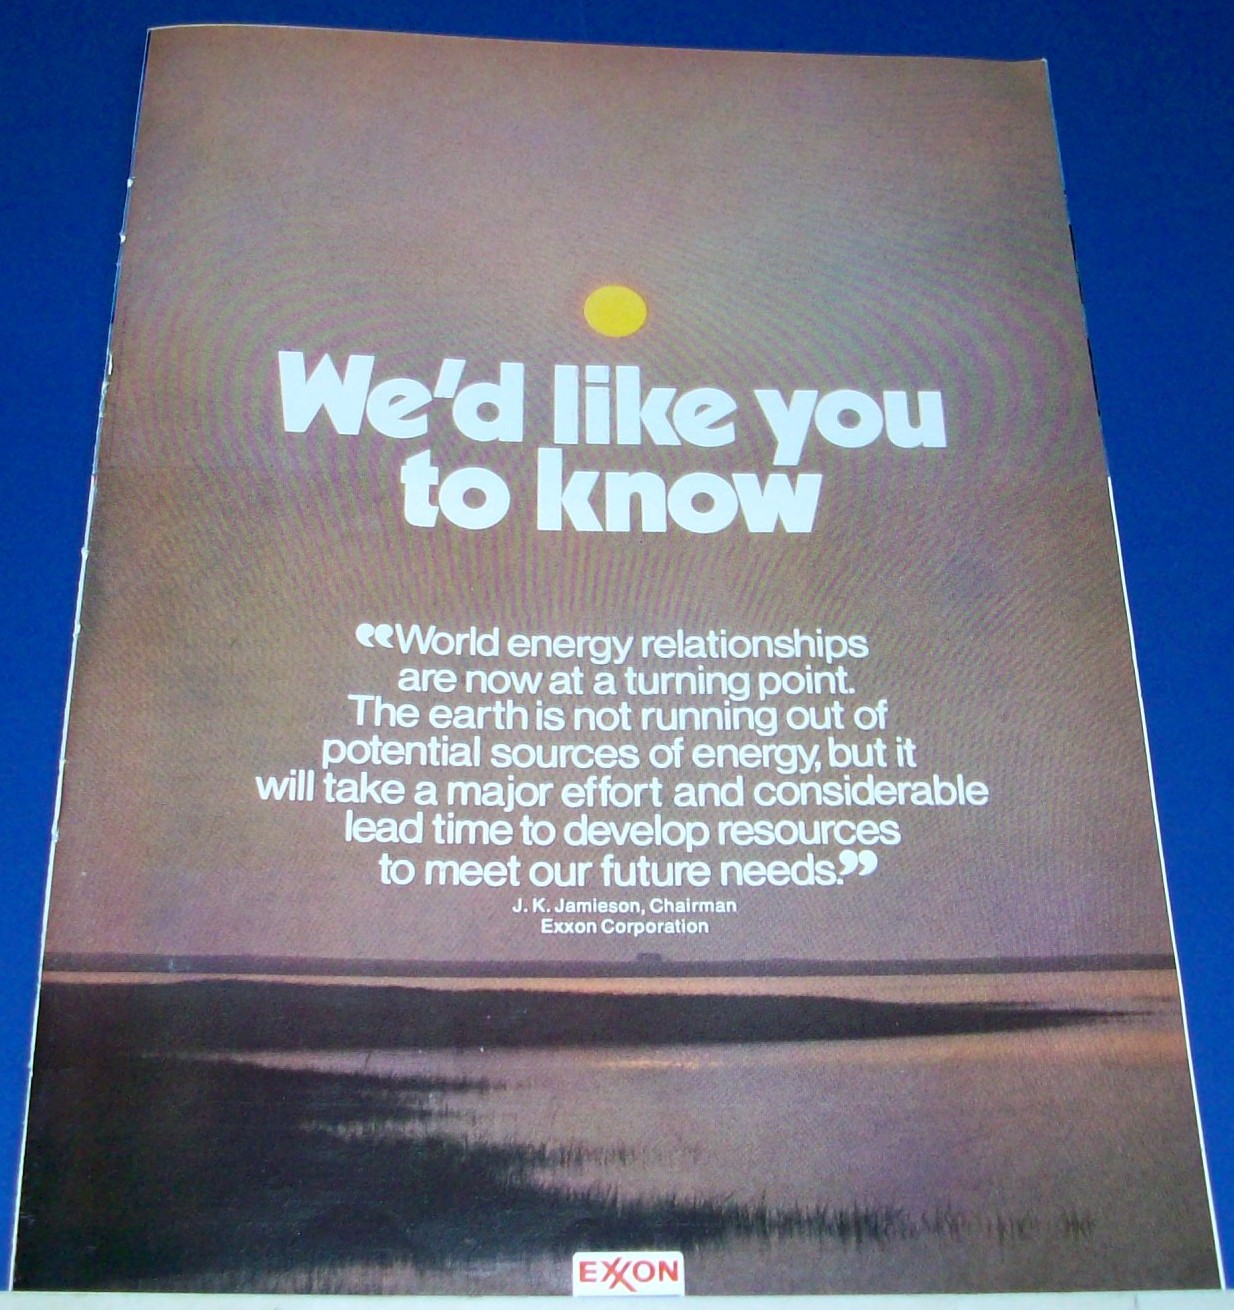 We'd like you
to know
“World energy relationships
are now at a turning point.
The earth is not running out of
potential sources of energy, but it
will take a major effort and considerable
lead time to develop resources
to meet our future needs.”
J. K. Jamieson, Chairman
Exxon Corporation
EXXON